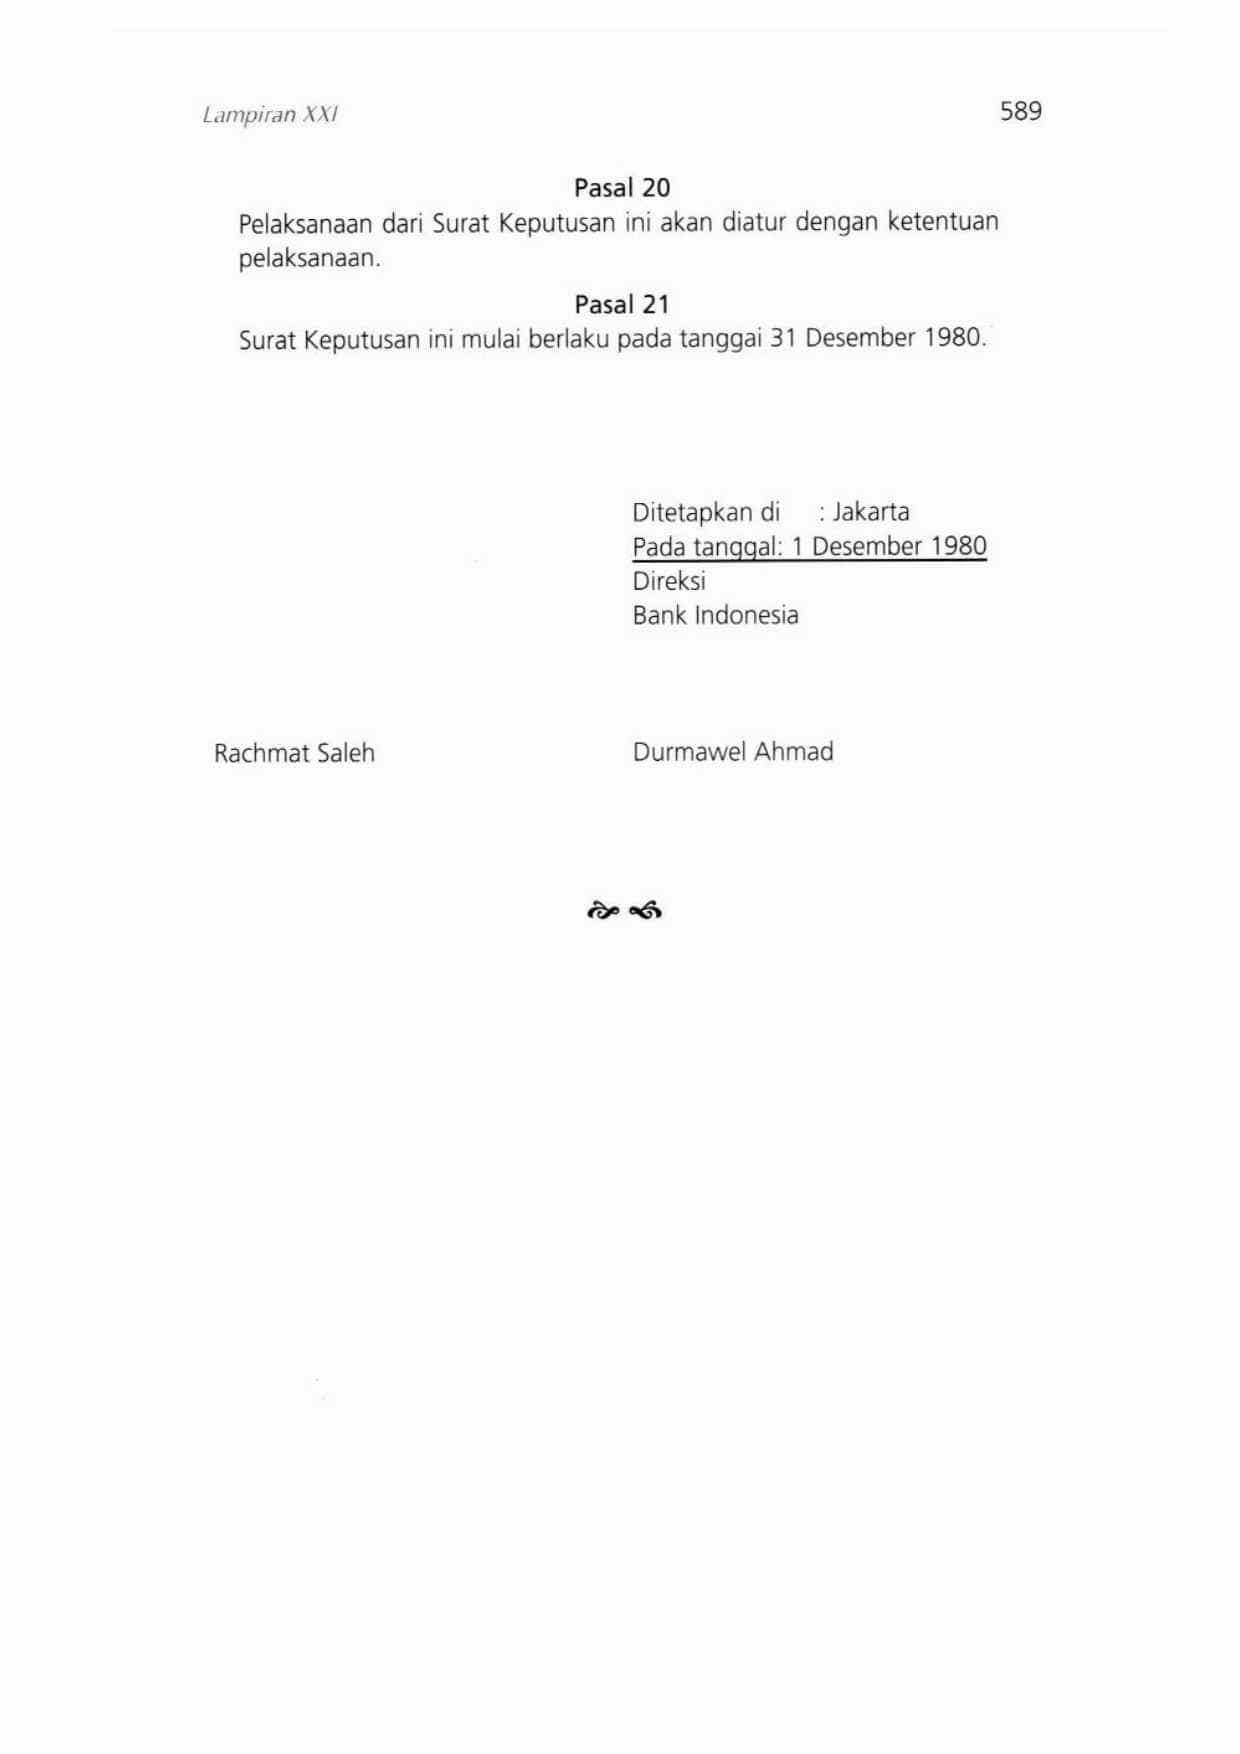 Lampiran XXI 589
Pasal 20
Pelaksanaan dari Surat Keputusan ini akan diatur dengan ketentuan
pelaksanaan.
Pasal 21
Surat Keputusan ini mulai berlaku pada tanggai 31 Desember 1980.
Ditetapkan di : Jakarta
Pada tanggal: 1 Desember 1980
Direksi
Bank Indonesia
Rachmat Saleh Durmawel Ahmad